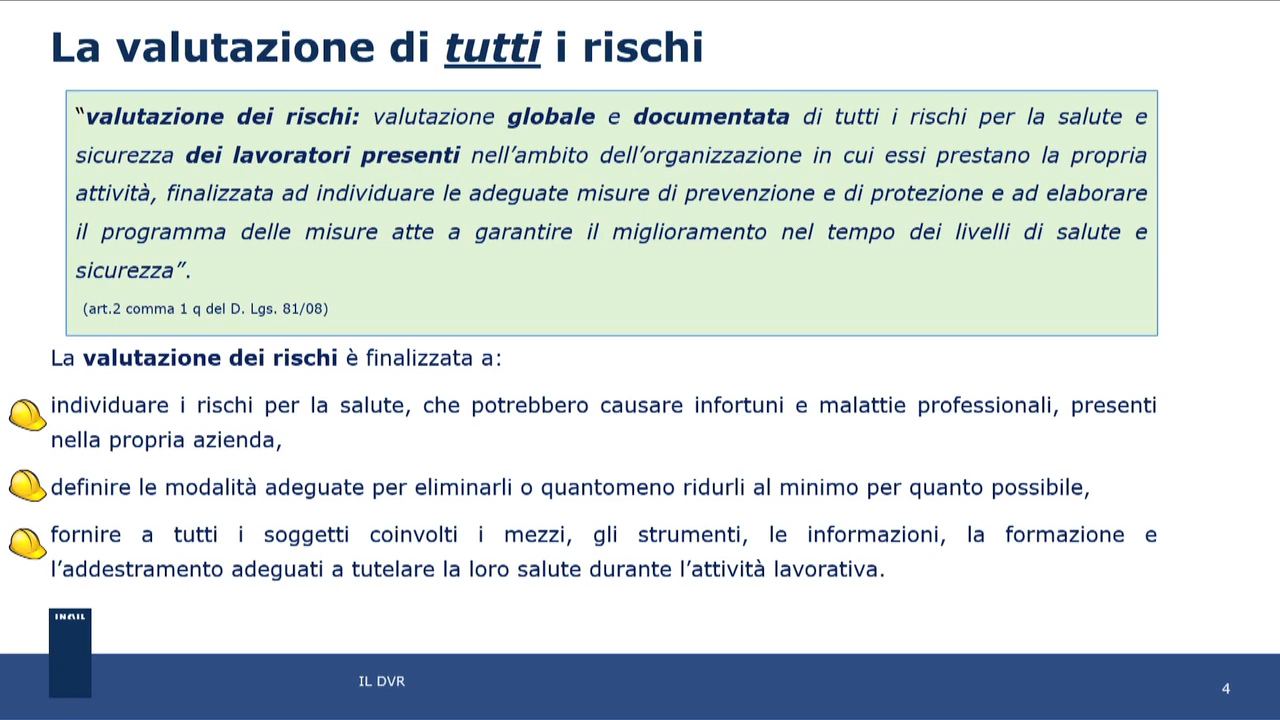 La valutazione di tutti i rischi
“valutazione dei rischi: valutazione globale e documentata di tutti i rischi per la salute e
sicurezza dei lavoratori presenti nell’ambito dell’organizzazione in cui essi prestano la propria
attività, finalizzata ad individuare le adeguate misure di prevenzione e di protezione e ad elaborare
il programma delle misure atte a garantire il miglioramento nel tempo dei livelli di salute e
sicurezza”.
(art.2 comma 1 q del D. Lgs. 81/08)
La valutazione dei rischi è finalizzata a:
individuare i rischi per la salute, che potrebbero causare infortuni e malattie professionali, presenti
nella propria azienda,
definire le modalità adeguate per eliminarli o quantomeno ridurli al minimo per quanto possibile,
fornire a tutti i soggetti coinvolti i mezzi, gli strumenti, le informazioni, la formazione e
l’addestramento adeguati a tutelare la loro salute durante l’attività lavorativa.
IL DVR
4